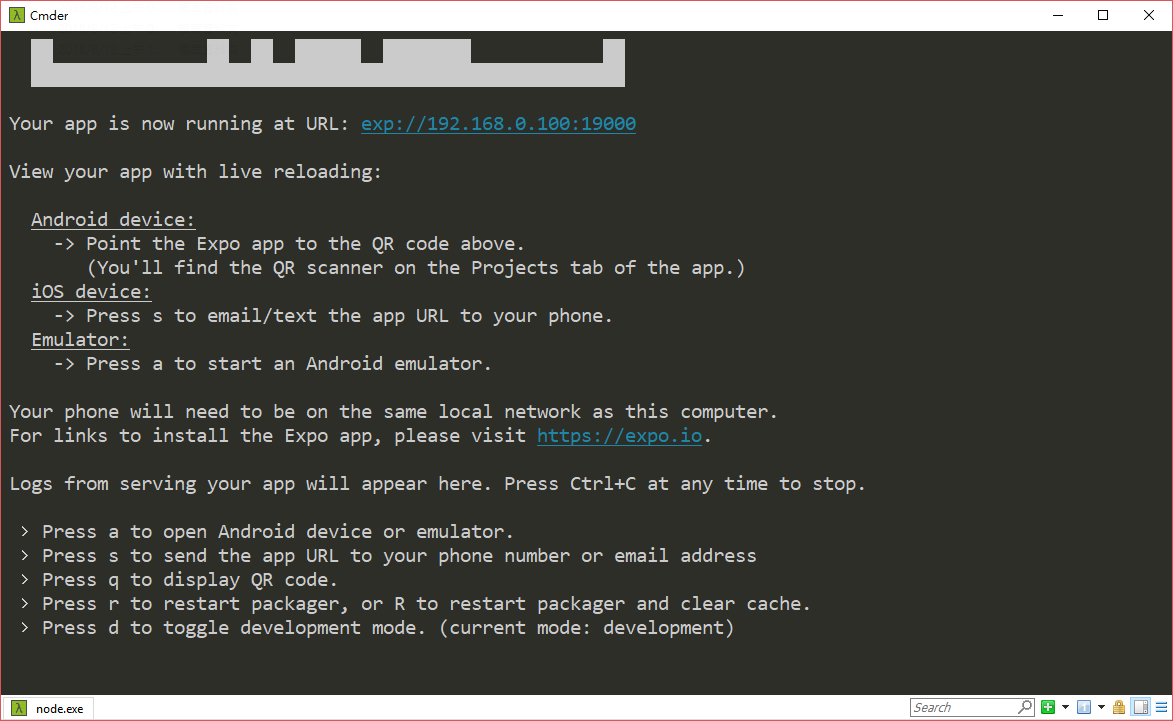 Cmder
Your app is now running at URL: exp://192.168.0.100:19000
View your app with live reloading:
Android device:
-> Point the Expo app to the QR code above.
(You'll find the QR scanner on the Projects tab of the app.)
iOS device:
-> Press s to email/text the app URL to your phone.
Emulator:
-> Press a to start an Android emulator.
Your phone will need to be on the same local network as this computer.
For links to install the Expo app, please visit https://expo.io.
Logs from serving your app will appear here. Press Ctrl+C at any time to stop.
> Press a to open Android device or emulator.
> Press s to send the app URL to your phone number or email address
> Press q to display QR code.
> Press r to restart packager, or R to restart packager and clear cache.
> Press d to toggle development mode. (current mode: development)
λ node.exe Search